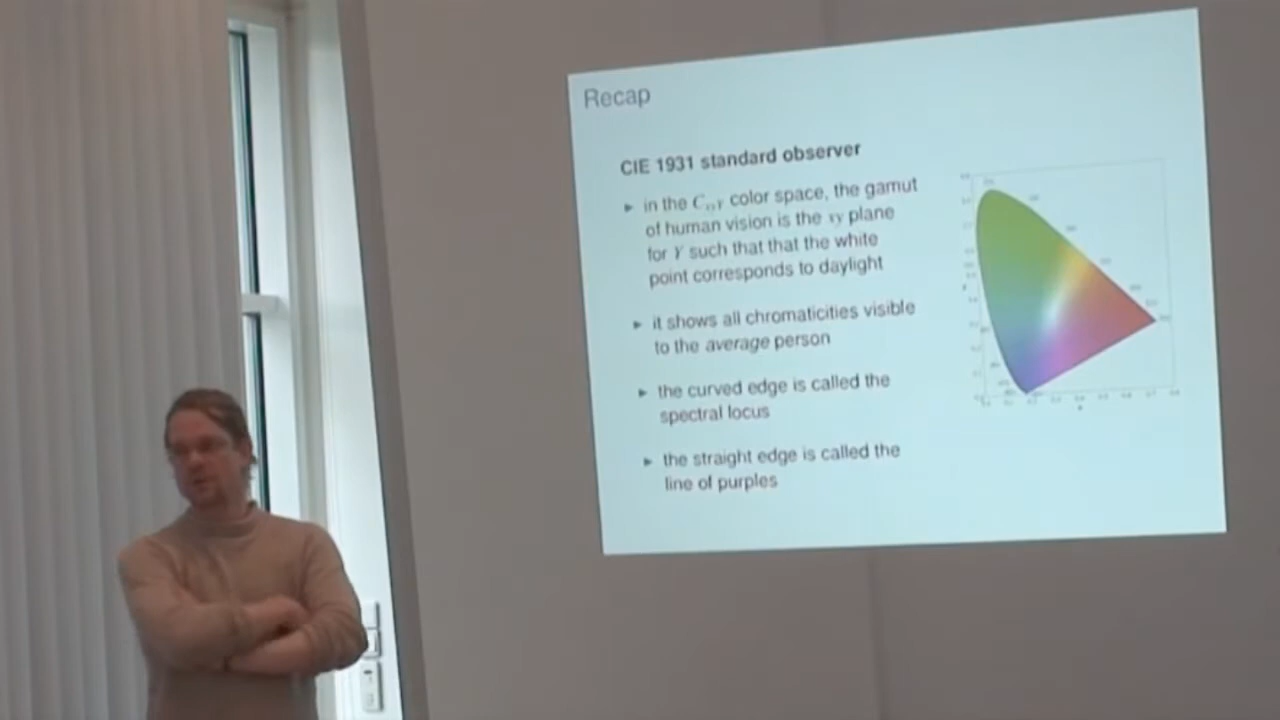 Recap
CIE 1931 standard observer
▸ in the CxyY color space, the gamut
of human vision is the xy plane
for Y such that that the white
point corresponds to daylight
▸ it shows all chromaticities visible
to the average person
▸ the curved edge is called the
spectral locus
▸ the straight edge is called the
line of purples